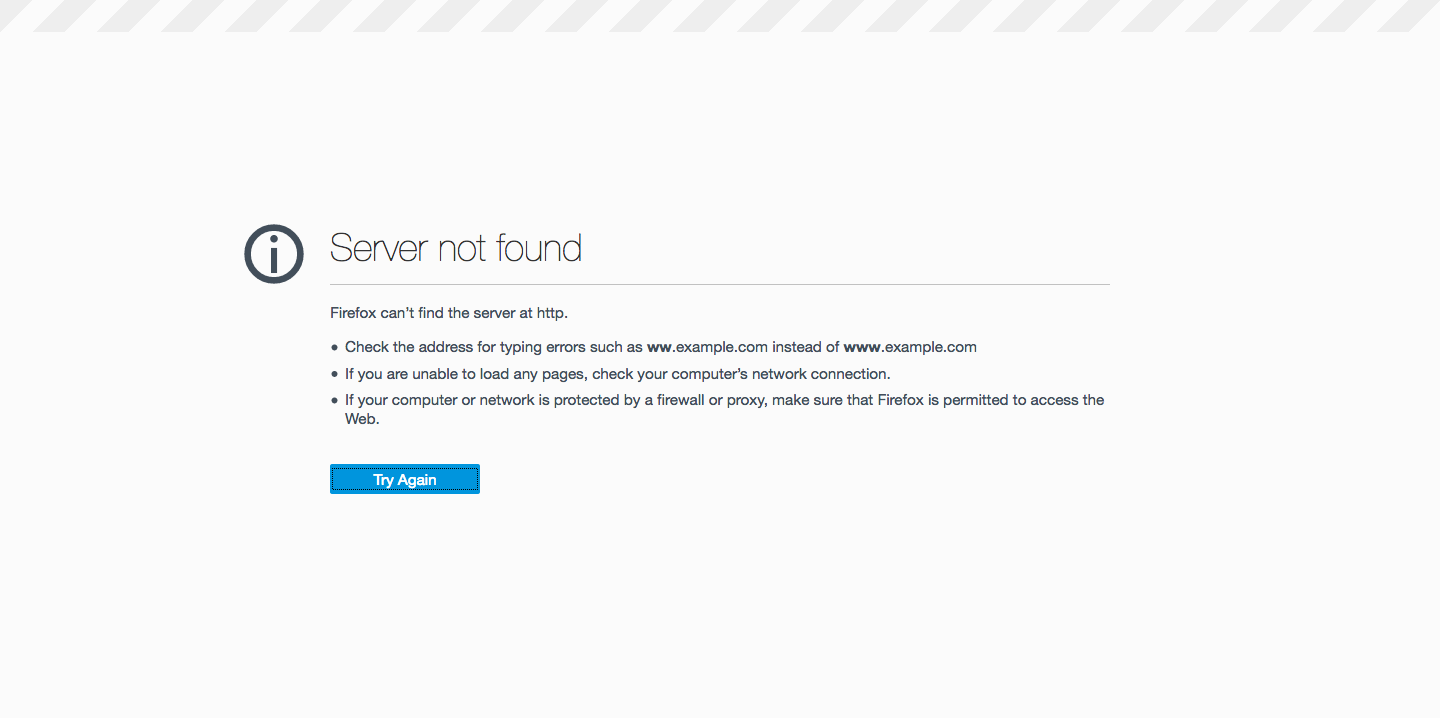 Server not found
Firefox can’t find the server at http.
• Check the address for typing errors such as ww.example.com instead of www.example.com
• If you are unable to load any pages, check your computer’s network connection.
• If your computer or network is protected by a firewall or proxy, make sure that Firefox is permitted to access the
Web.
Try Again